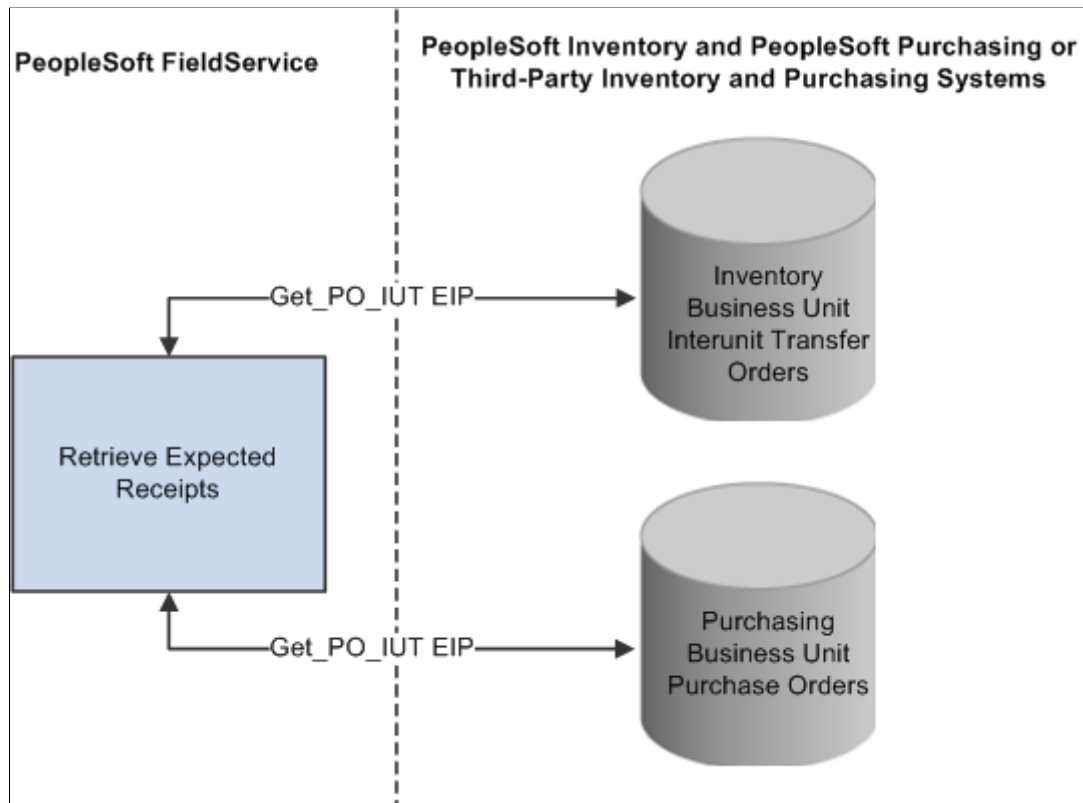 PeopleSoft FieldService
PeopleSoft Inventory and PeopleSoft Purchasing or
Third-Party Inventory and Purchasing Systems
Get_PO_IUT EIP
Inventory
Business Unit
Interunit Transfer
Orders
Retrieve Expected
Receipts
Get_PO_IUT EIP
Purchasing
Business Unit
Purchase Orders